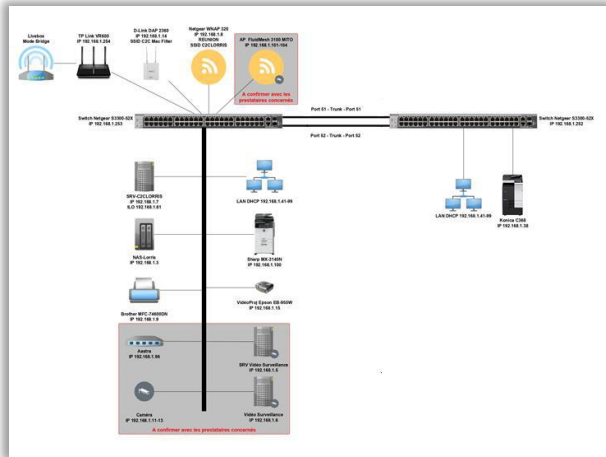 Livebox
Mode Bridge
TP Link VR600
IP 192.168.1.254
D-Link DAP 2360
IP 192.168.1.14
SSID C2C Mac Filter
Netgear WNAP 320
IP 192.168.1.8
REUNION
SSID C2CLORRIS
AP FluidMesh 3100 MITO
IP 192.168.1.101-104
A confirmer avec les
prestataires concernés
Switch Netgear S3300-52X
IP 192.168.1.253
Port 51 - Trunk - Port 51
Port 52 - Trunk - Port 52
Switch Netgear S3300-52X
IP 192.168.1.252
SRV-C2CLORRIS
IP 192.168.1.7
ILO 192.168.1.61
LAN DHCP 192.168.1.41-99
LAN DHCP 192.168.1.41-99
Konica C368
IP 192.168.1.38
NAS-Lorris
IP 192.168.1.3
Sharp MX-3140N
IP 192.168.1.100
Brother MFC-7460DN
IP 192.168.1.9
VideoProj Epson EB-955W
IP 192.168.1.15
Aastra
IP 192.168.1.98
SRV Vidéo Surveillance
IP 192.168.1.5
Caméra
IP 192.168.1.11-13
Vidéo Surveillance
IP 192.168.1.6
A confirmer avec les prestataires concernés